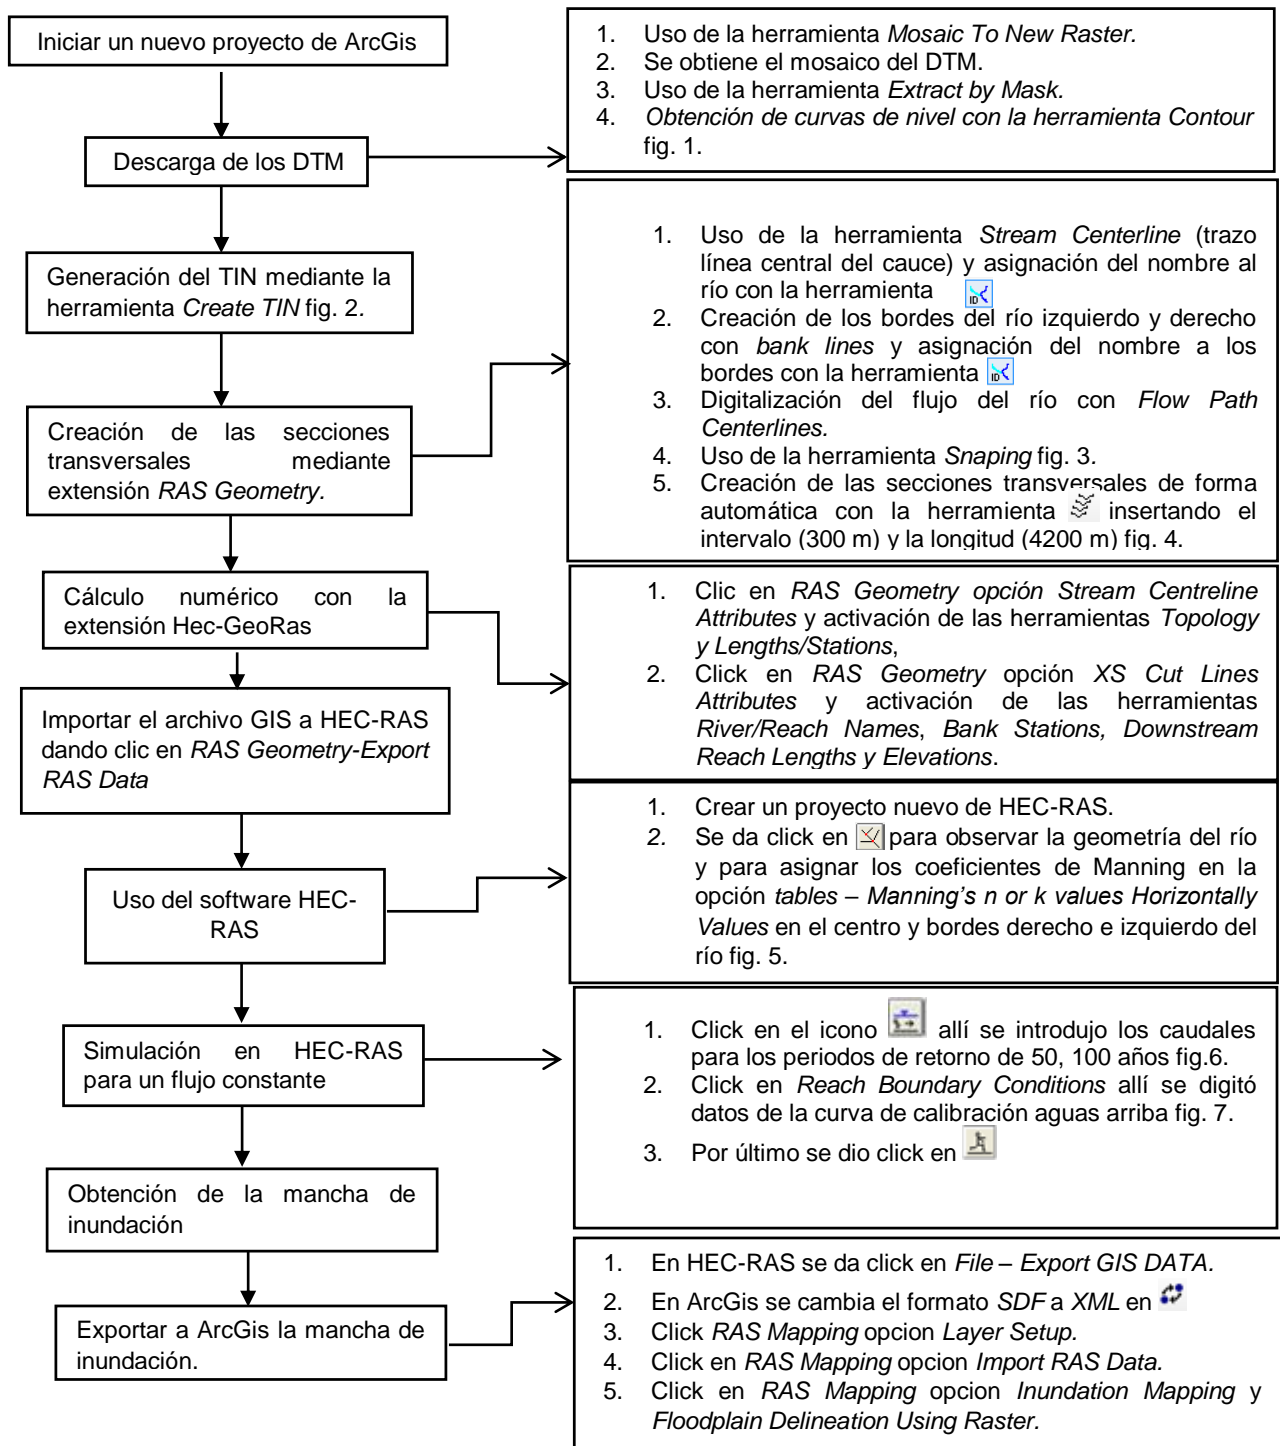 Iniciar un nuevo proyecto de ArcGis
1. Uso de la herramienta Mosaic To New Raster.
2. Se obtiene el mosaico del DTM.
3. Uso de la herramienta Extract by Mask.
4. Obtención de curvas de nivel con la herramienta Contour
fig. 1.
Descarga de los DTM
Generación del TIN mediante la
herramienta Create TIN fig. 2.
1. Uso de la herramienta Stream Centerline (trazo
línea central del cauce) y asignación del nombre al
río con la herramienta ID
2. Creación de los bordes del río izquierdo y derecho
con bank lines y asignación del nombre a los
bordes con la herramienta ID
3. Digitalización del flujo del río con Flow Path
Centerlines.
4. Uso de la herramienta Snaping fig. 3.
5. Creación de las secciones transversales de forma
automática con la herramienta insertando el
intervalo (300 m) y la longitud (4200 m) fig. 4.
Creación de las secciones
transversales mediante
extensión RAS Geometry.
Cálculo numérico con la
extensión Hec-GeoRas
1. Clic en RAS Geometry opción Stream Centreline
Attributes y activación de las herramientas Topology
y Lengths/Stations,
2. Click en RAS Geometry opción XS Cut Lines
Attributes y activación de las herramientas
River/Reach Names, Bank Stations, Downstream
Reach Lengths y Elevations.
Importar el archivo GIS a HEC-RAS
dando clic en RAS Geometry-Export
RAS Data
1. Crear un proyecto nuevo de HEC-RAS.
2. Se da click en para observar la geometría del río
y para asignar los coeficientes de Manning en la
opción tables – Manning's n or k values Horizontally
Values en el centro y bordes derecho e izquierdo del
río fig. 5.
Uso del software HEC-
RAS
Simulación en HEC-RAS
para un flujo constante
1. Click en el icono allí se introdujo los caudales
para los periodos de retorno de 50, 100 años fig.6.
2. Click en Reach Boundary Conditions allí se digitó
datos de la curva de calibración aguas arriba fig. 7.
3. Por último se dio click en
Obtención de la mancha de
inundación
Exportar a ArcGis la mancha de
inundación.
1. En HEC-RAS se da click en File – Export GIS DATA.
2. En ArcGis se cambia el formato SDF a XML en
3. Click RAS Mapping opcion Layer Setup.
4. Click en RAS Mapping opcion Import RAS Data.
5. Click en RAS Mapping opcion Inundation Mapping y
Floodplain Delineation Using Raster.